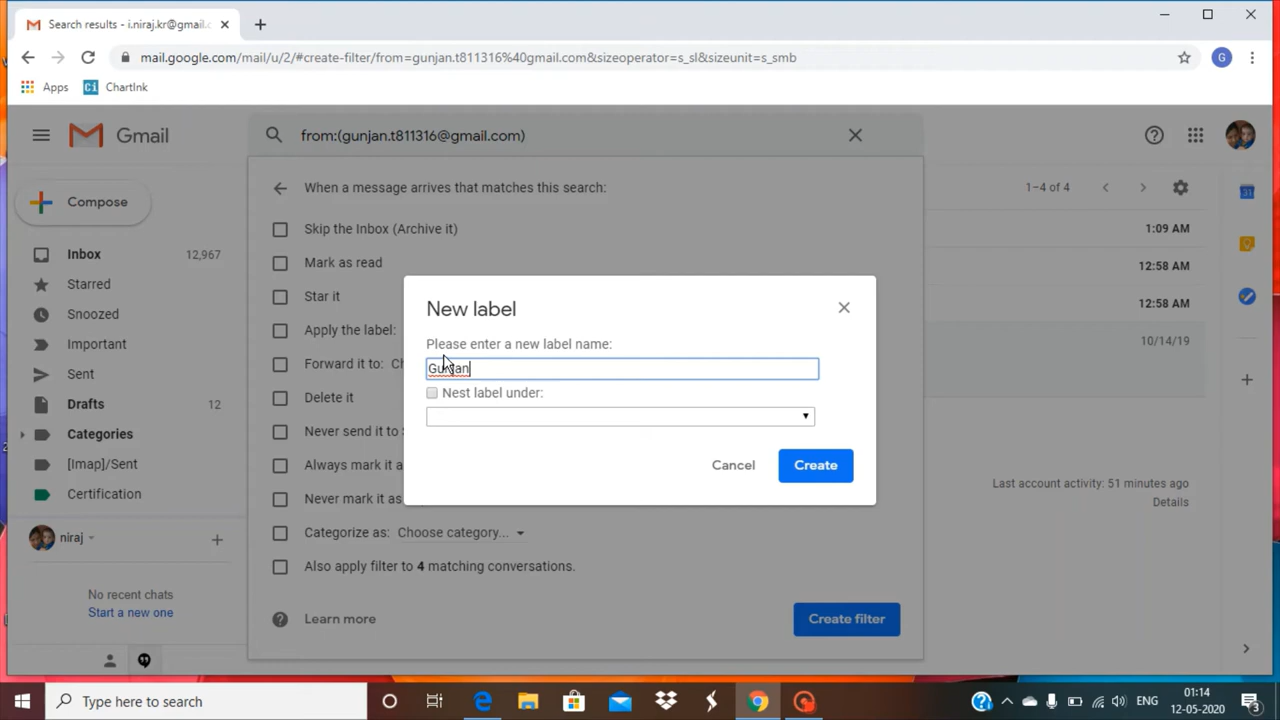 Search results - i.niraj.kr@gmail.c
mail.google.com/mail/u/2/#create-filter/from=gunjan.t811316%40gmail.com&sizeoperator=s_sl&sizeunit=s_smb
G
Apps
Ci ChartInk
Gmail
from:(gunjan.t811316@gmail.com)
Compose
When a message arrives that matches this search:
1–4 of 4
31
Skip the Inbox (Archive it)
1:09 AM
Inbox 12,967
Mark as read
12:58 AM
Starred
Star it
12:58 AM
Snoozed
Apply the label:
10/14/19
Important
Forward it to:
Sent
Delete it
Drafts 12
Never send it to
Categories
Always mark it a
[Imap]/Sent
Never mark it as
Certification
New label
Please enter a new label name:
Gunjan
Nest label under:
Cancel
Create
Last account activity: 51 minutes ago
Details
Categorize as: Choose category...
niraj
Also apply filter to 4 matching conversations.
No recent chats
Start a new one
Learn more
Create filter
Type here to search
ENG
01:14
12-05-2020
3